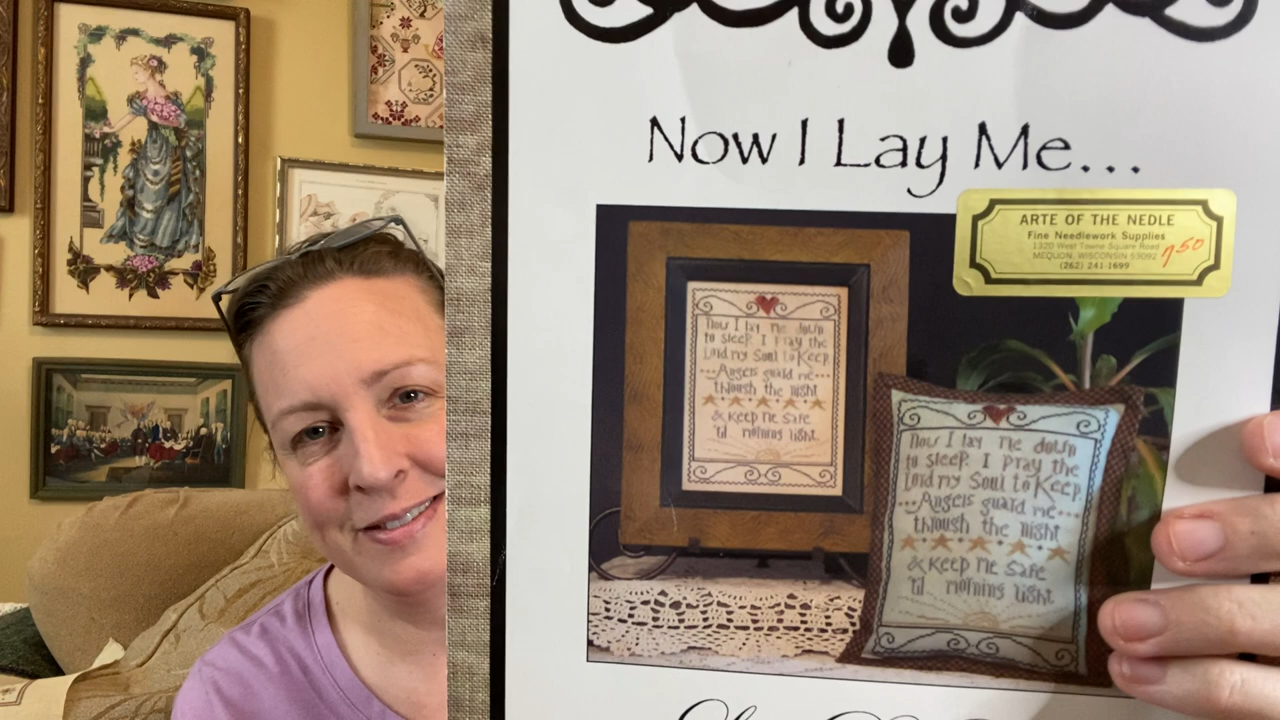 Now I Lay Me...
ARTE OF THE NEDLE
Fine Needlework Supplies
1320 West Towne Square Road
MEQUON, WISCONSIN 53092
(262) 241-1699
7.50
Now I lay me down
to sleep. I pray the
Lord my Soul to Keep
...Angels guard me...
through the night
& Keep me safe
'til morning light.
Now I lay me down
to sleep. I pray the
Lord my Soul to Keep
...Angels guard me...
through the night
& Keep me safe
'til morning light.